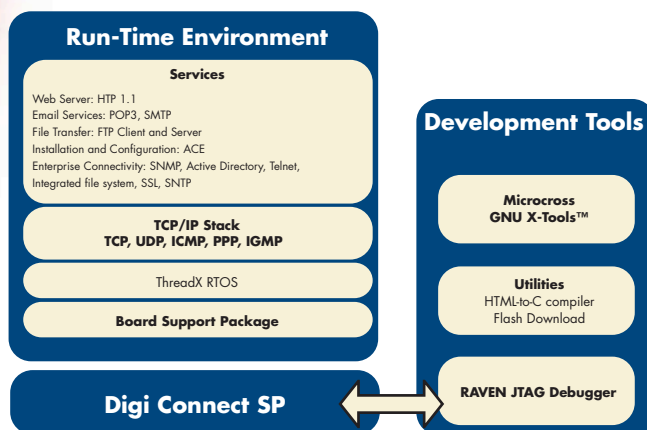 Run-Time Environment
Services
Web Server: HTP 1.1
Email Services: POP3, SMTP
File Transfer: FTP Client and Server
Installation and Configuration: ACE
Enterprise Connectivity: SNMP, Active Directory, Telnet,
Integrated file system, SSL, SNTP
TCP/IP Stack
TCP, UDP, ICMP, PPP, IGMP
ThreadX RTOS
Board Support Package
Digi Connect SP
Development Tools
Microcross
GNU X-Tools™
Utilities
HTML-to-C compiler
Flash Download
RAVEN JTAG Debugger